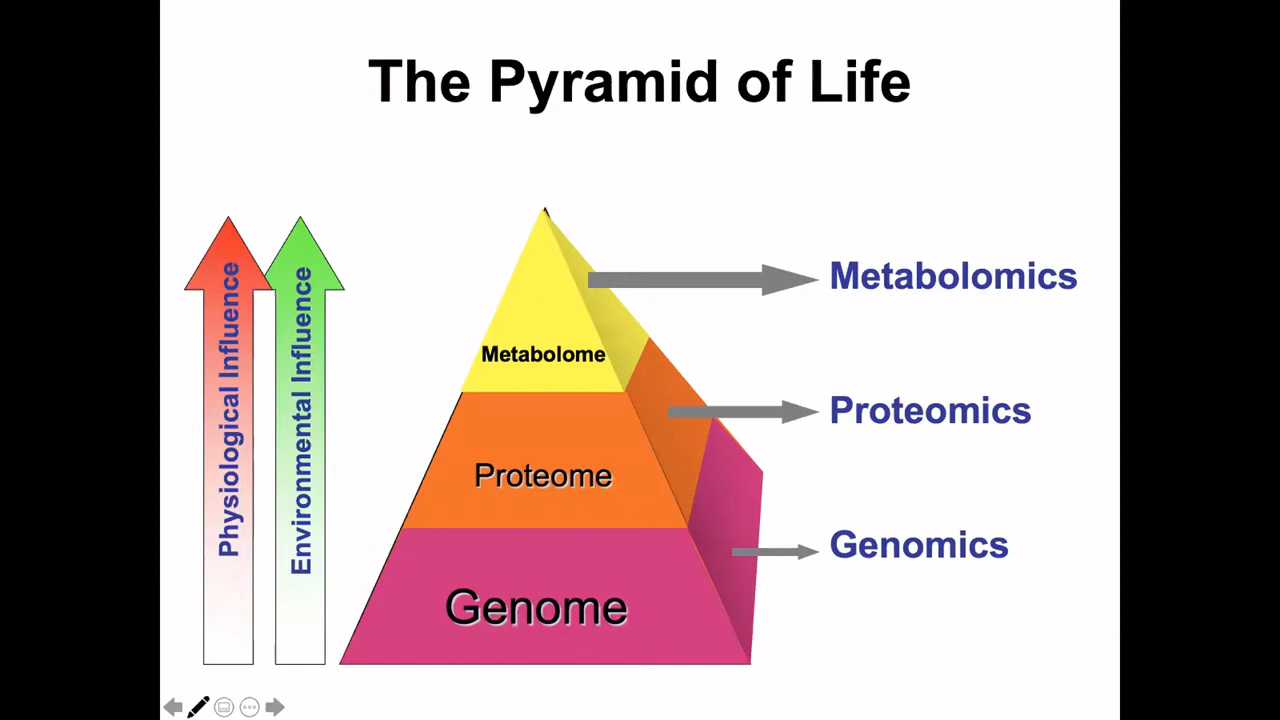 The Pyramid of Life
Physiological Influence
Environmental Influence
Metabolome
Metabolomics
Proteome
Proteomics
Genome
Genomics